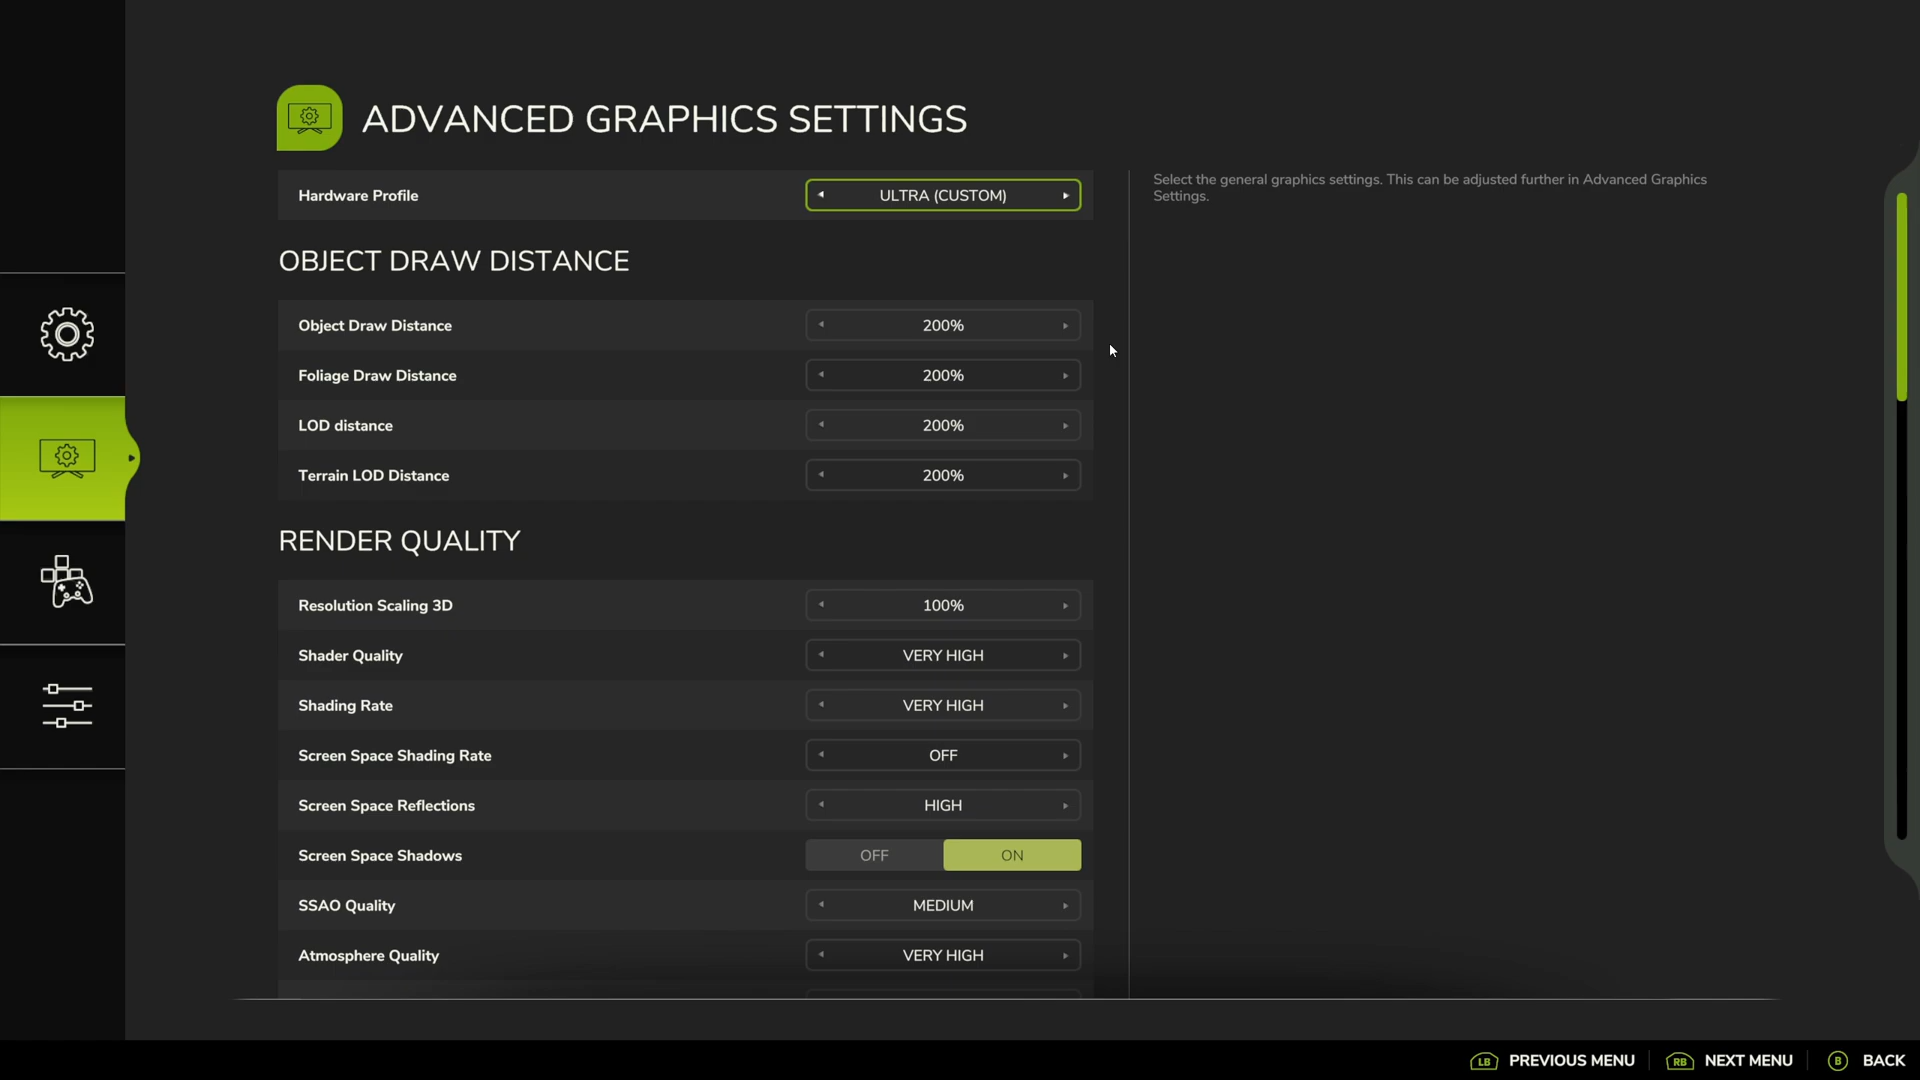 ADVANCED GRAPHICS SETTINGS
Hardware Profile ULTRA (CUSTOM)
Select the general graphics settings. This can be adjusted further in Advanced Graphics
Settings.
OBJECT DRAW DISTANCE
Object Draw Distance 200%
Foliage Draw Distance 200%
LOD distance 200%
Terrain LOD Distance 200%
RENDER QUALITY
Resolution Scaling 3D 100%
Shader Quality VERY HIGH
Shading Rate VERY HIGH
Screen Space Shading Rate OFF
Screen Space Reflections HIGH
Screen Space Shadows OFF ON
SSAO Quality MEDIUM
Atmosphere Quality VERY HIGH
LB PREVIOUS MENU RB NEXT MENU B BACK